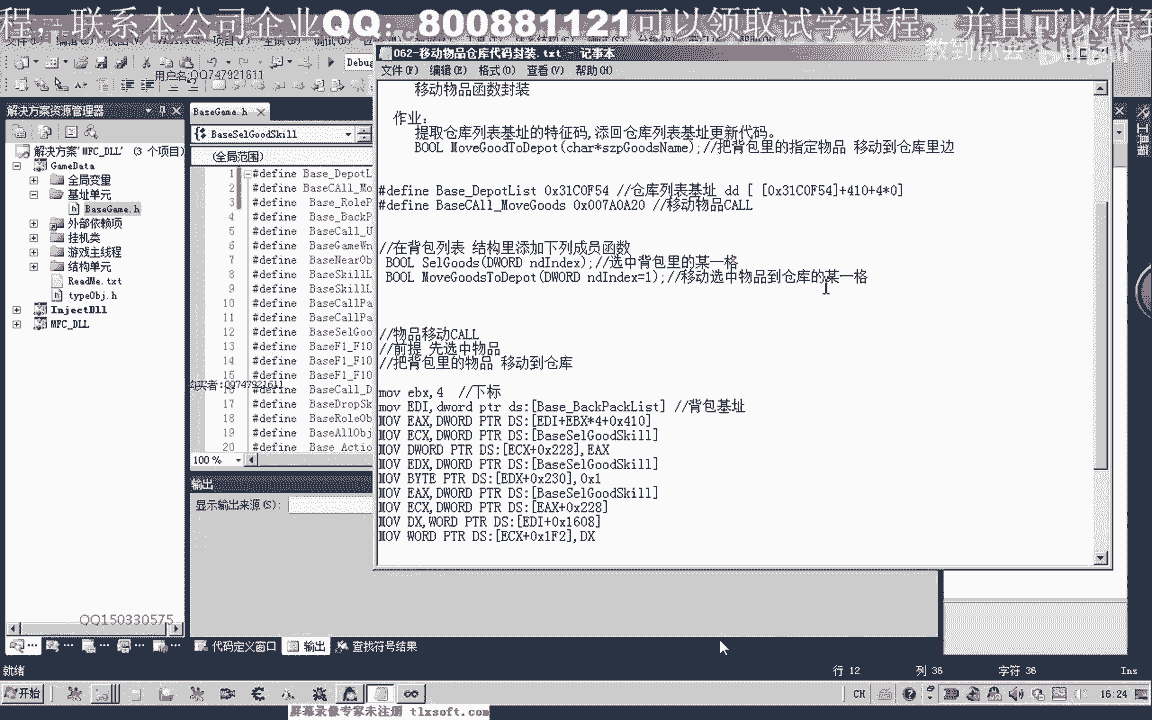 程，联系本公司企业QQ：800881121可以领取试学课程，并且可以得到
教到你会
用户名:QQ747921611
Debug
062-移动物品仓库代码封装.txt - 记事本
文件(F) 编辑(E) 格式(O) 查看(V) 帮助(H)
移动物品函数封装
作业：
提取仓库列表基址的特征码,添回仓库列表基址更新代码。
BOOL MoveGoodToDepot(char*szpGoodsName);//把背包里的指定物品 移动到仓库里边
#define Base_DepotList 0x31C0F54 //仓库列表基址 dd [ [0x31C0F54]+410+4*0]
#define BaseCAll_MoveGoods 0x007A0A20 //移动物品CALL
//在背包列表 结构里添加下列成员函数
BOOL SelGoods(DWORD ndIndex);//选中背包里的某一格
BOOL MoveGoodsToDepot(DWORD ndIndex=1);//移动选中物品到仓库的某一格
//物品移动CALL
//前提 先选中物品
//把背包里的物品 移动到仓库
mov ebx,4 //下标
mov EDI,dword ptr ds:[Base_BackPackList] //背包基址
MOV EAX,DWORD PTR DS:[EDI+EBX*4+0x410]
MOV ECX,DWORD PTR DS:[BaseSelGoodSkill]
MOV DWORD PTR DS:[ECX+0x228],EAX
MOV EDX,DWORD PTR DS:[BaseSelGoodSkill]
MOV BYTE PTR DS:[EDX+0x230],0x1
MOV EAX,DWORD PTR DS:[BaseSelGoodSkill]
MOV ECX,DWORD PTR DS:[EAX+0x228]
MOV DX,WORD PTR DS:[EDI+0x1608]
MOV WORD PTR DS:[ECX+0x1F2],DX
解决方案资源管理器
解决方案"MFC_DLL" (3 个项目)
GameData
全局变量
基址单元
BaseGame.h
外部依赖项
挂机类
游戏主线程
结构单元
ReadMe.txt
typeObj.h
InjectDll
MFC_DLL
BaseGame.h
BaseSelGoodSkill
(全局范围)
1 #define Base_DepotL
2 #define BaseCAll_Mo
3 #define Base_RoleP
4 #define Base_BackP
5 #define BaseCall_U
6 #define BaseGameWn
7 #define BaseNearOb
8 #define BaseSkillL
9 #define BaseSkillL
10 #define BaseCallPa
11 #define BaseCallPa
12 #define BaseSelGoo
13 #define BaseF1_F10
14 #define BaseF1_F10
15 #define BaseF1_F10
16 #define BaseCall_D
17 #define BaseDropSk
18 #define BaseRoleOb
19 #define BaseAllObj
20 #define Base_Actio
购买者:QQ747921611
100 %
输出
显示输出来源(S):
QQ150330575
代码定义窗口 输出 查找符号结果
就绪
行 12 列 36 字符 36 Ins
开始
CH
16:24
屏幕录像专家未注册 tlxsoft.com